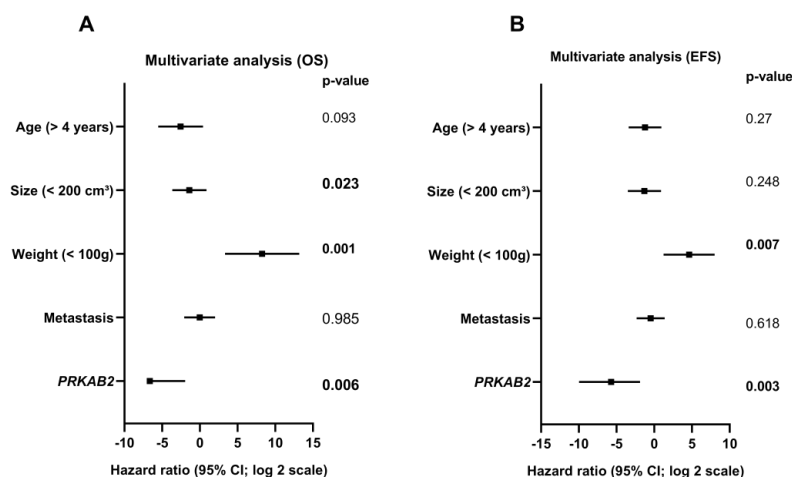 A
Multivariate analysis (OS)
p-value
Age (> 4 years)
0.093
Size (< 200 cm³)
0.023
Weight (< 100g)
0.001
Metastasis
0.985
PRKAB2
0.006
-10 -5 0 5 10 15
Hazard ratio (95% CI; log 2 scale)
B
Multivariate analysis (EFS)
p-value
Age (> 4 years)
0.27
Size (< 200 cm³)
0.248
Weight (< 100g)
0.007
Metastasis
0.618
PRKAB2
0.003
-15 -10 -5 0 5 10
Hazard ratio (95% CI; log 2 scale)